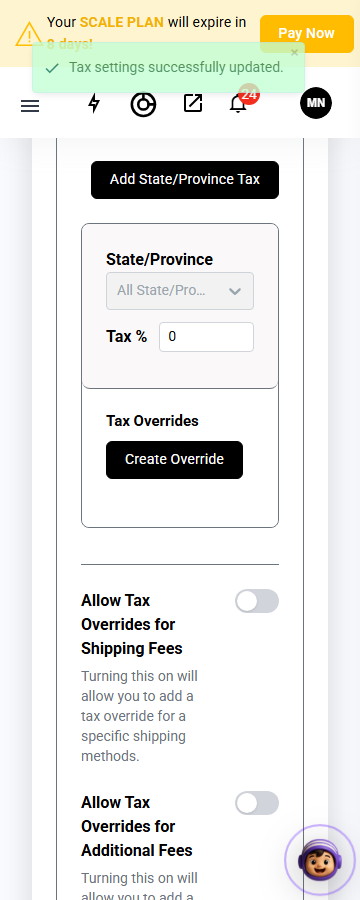 Your SCALE PLAN will expire in
8 days!
Pay Now
×
Tax settings successfully updated.
24
MN
Add State/Province Tax
State/Province
All State/Pro...
Tax %
0
Tax Overrides
Create Override
Allow Tax
Overrides for
Shipping Fees
Turning this on will
allow you to add a
tax override for a
specific shipping
methods.
Allow Tax
Overrides for
Additional Fees
Turning this on will
allow you to add a